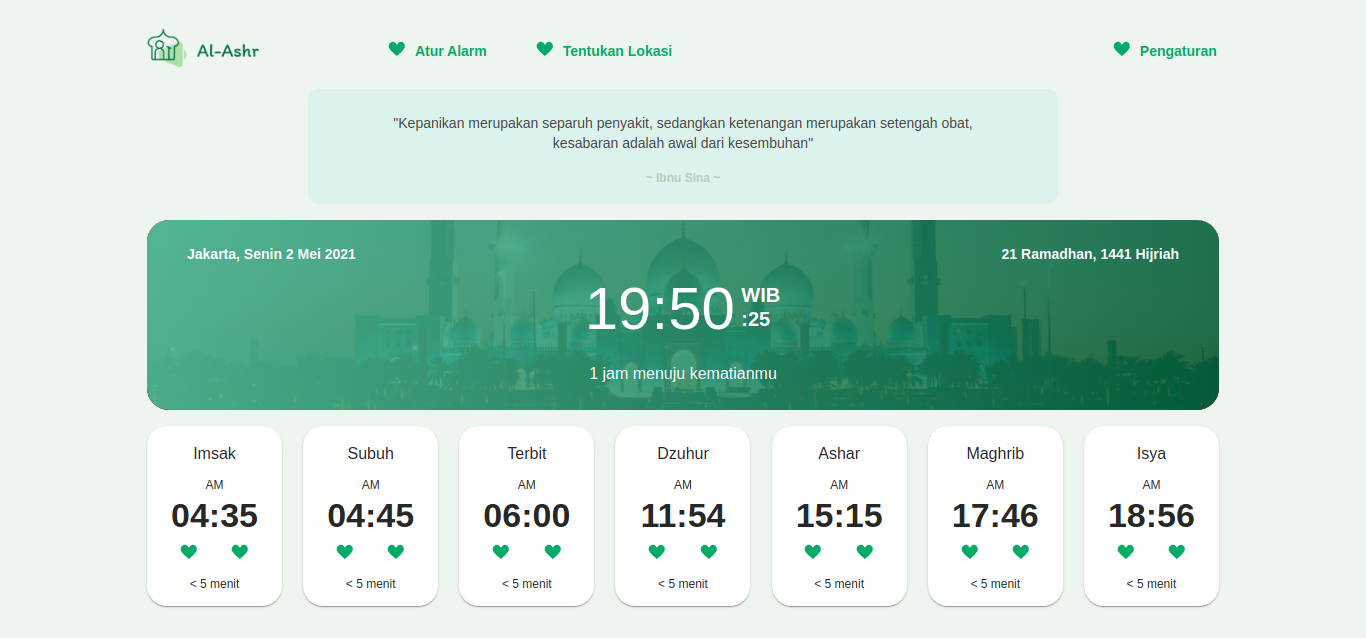 Al-Ashr
Atur Alarm
Tentukan Lokasi
Pengaturan
"Kepanikan merupakan separuh penyakit, sedangkan ketenangan merupakan setengah obat,
kesabaran adalah awal dari kesembuhan"
~ Ibnu Sina ~
Jakarta, Senin 2 Mei 2021
21 Ramadhan, 1441 Hijriah
19:50 WIB
:25
1 jam menuju kematianmu
Imsak
AM
04:35
< 5 menit
Subuh
AM
04:45
< 5 menit
Terbit
AM
06:00
< 5 menit
Dzuhur
AM
11:54
< 5 menit
Ashar
AM
15:15
< 5 menit
Maghrib
AM
17:46
< 5 menit
Isya
AM
18:56
< 5 menit